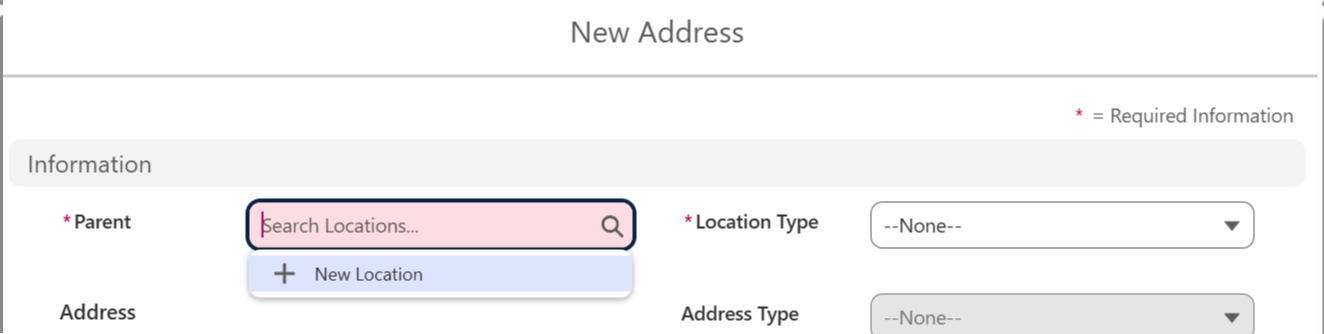 New Address
* = Required Information
Information
*Parent
Search Locations...
*Location Type
--None--
New Location
Address
Address Type
--None--